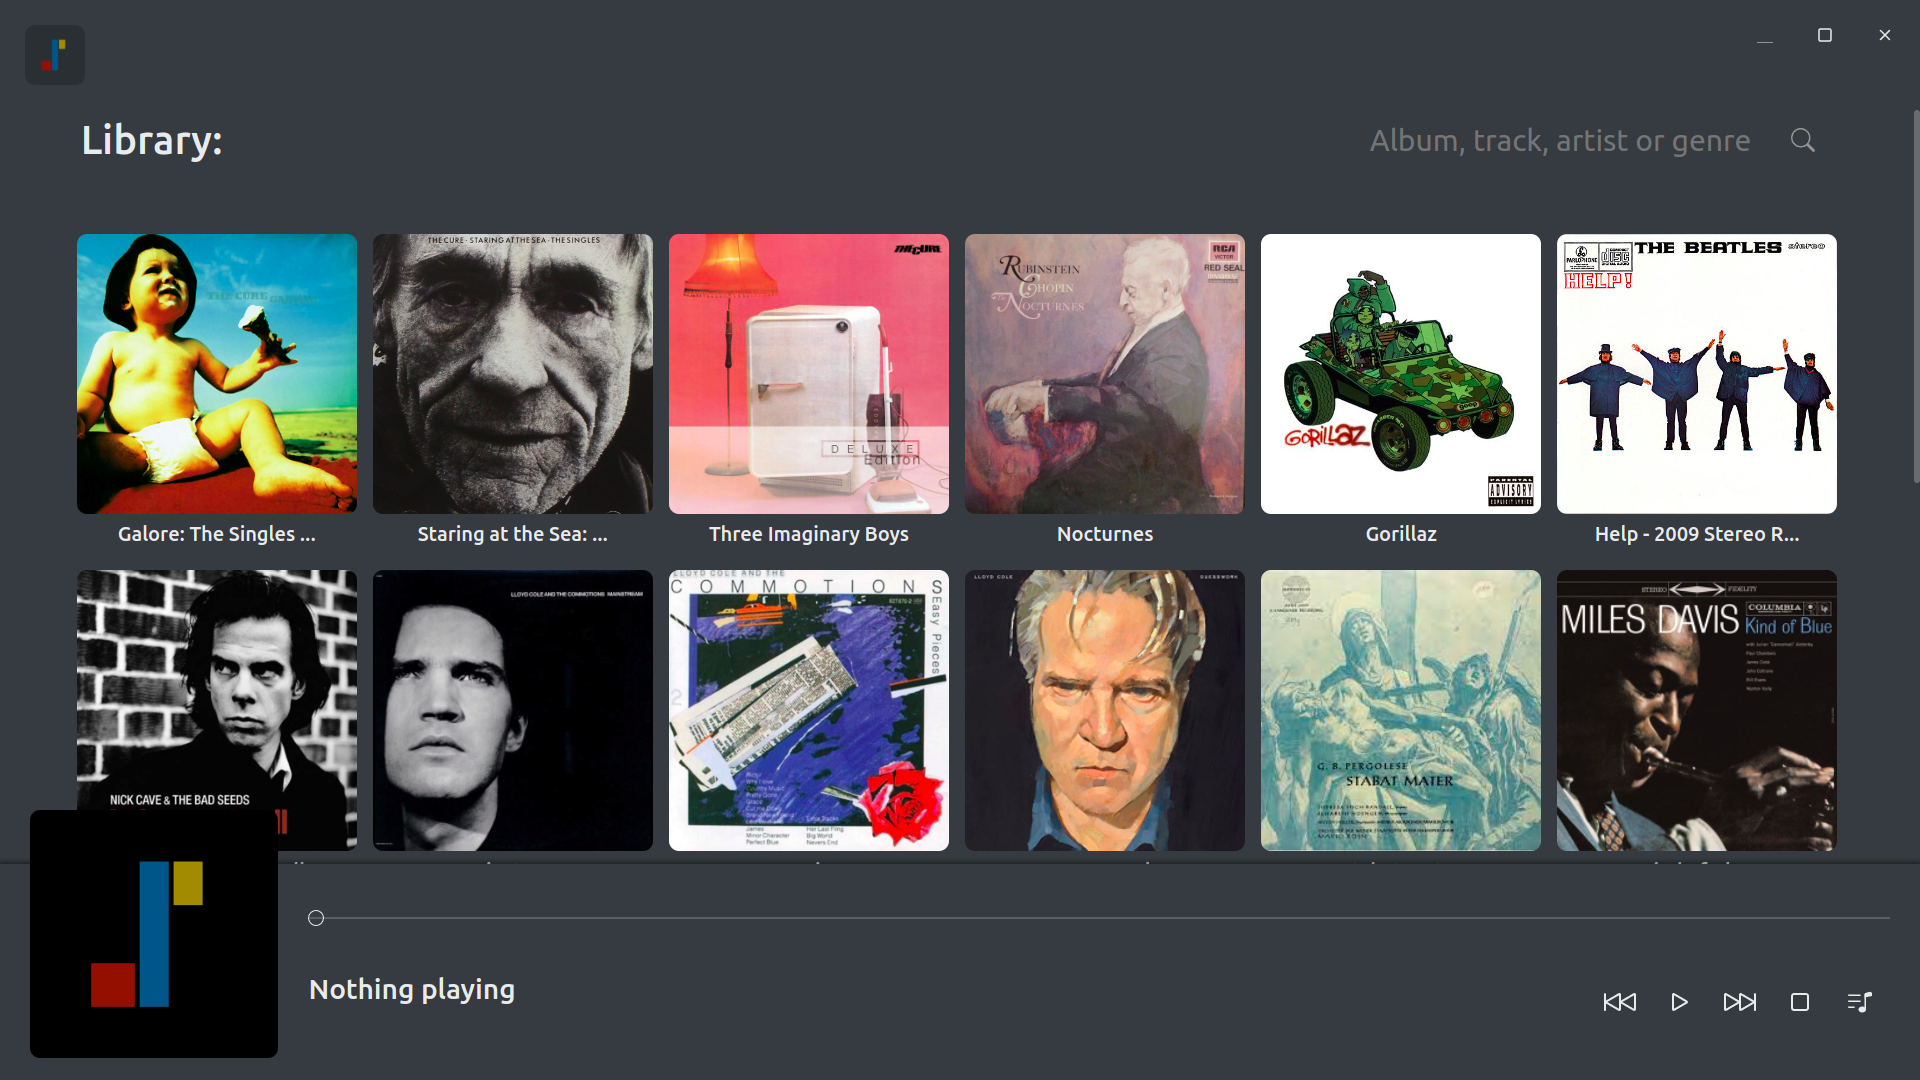 Library:
Album, track, artist or genre
THE CURE GALORE
THE CURE · STARING AT THE SEA · THE SINGLES
THE CURE
DELUXE
Edition
RUBINSTEIN
CHOPIN
The NOCTURNES
RCA
VICTOR
RED SEAL
GORILLAZ
PARENTAL
ADVISORY
EXPLICIT LYRICS
THE BEATLES stereo
PARLOPHONE
HELP!
Galore: The Singles ...
Staring at the Sea: ...
Three Imaginary Boys
Nocturnes
Gorillaz
Help - 2009 Stereo R...
NICK CAVE & THE BAD SEEDS
LLOYD COLE AND THE COMMOTIONS MAINSTREAM
LLOYD COLE AND THE
COMMOTIONS
Easy Pieces
LLOYD COLE
GUESSWORK
G. B. PERGOLESE
STABAT MATER
STEREO FIDELITY
MILES DAVIS
COLUMBIA
Kind of Blue
Nothing playing